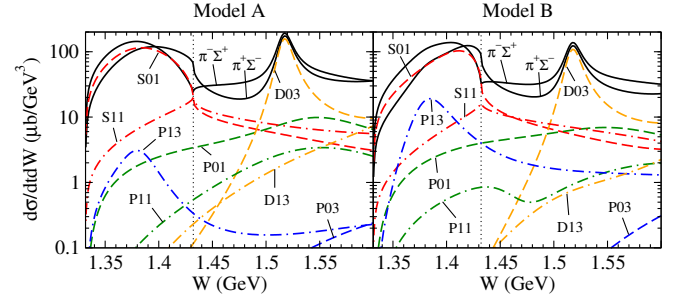 Model A Model B
dσ/dtdW (μb/GeV³)
100
10
1
0.1
S01
π⁻Σ⁺
π⁺Σ⁻
D03
S11
P13
P01
P11
D13
S01
π⁻Σ⁺
π⁺Σ⁻
D03
S11
P13
P01
P11
D13
P03
1.35 1.4 1.45 1.5 1.55 1.35 1.4 1.45 1.5 1.55
W (GeV) W (GeV)